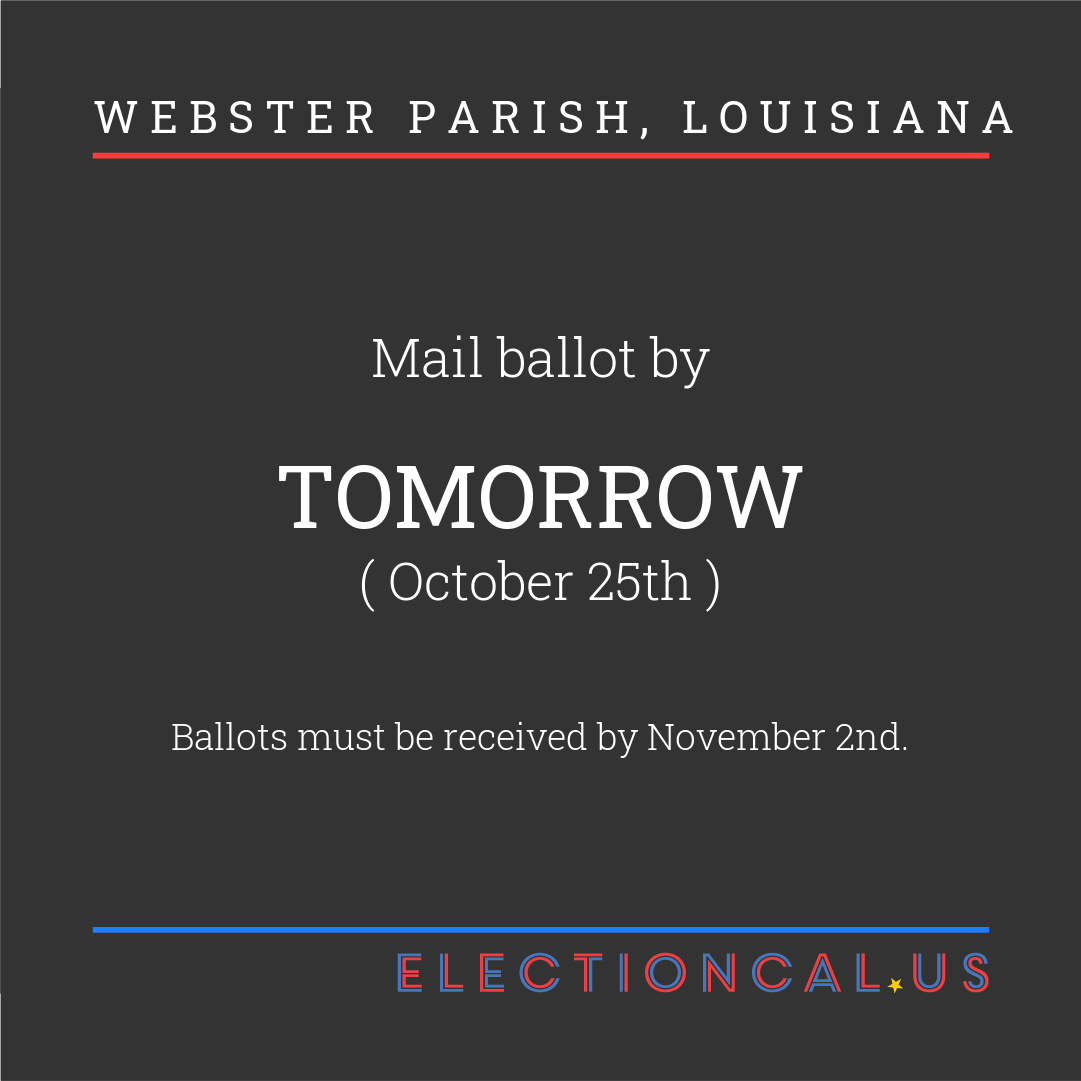 WEBSTER PARISH, LOUISIANA
Mail ballot by
TOMORROW
( October 25th )
Ballots must be received by November 2nd.
ELECTIONCAL.US